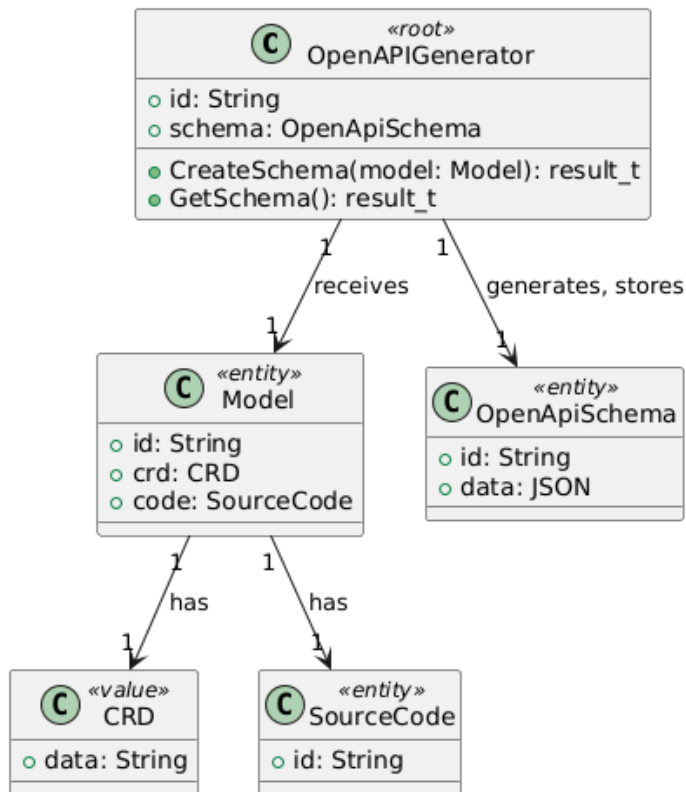 C «root»
OpenAPIGenerator
id: String
schema: OpenApiSchema
CreateSchema(model: Model): result_t
GetSchema(): result_t
1
1
receives
generates, stores
1
1
C «entity»
Model
id: String
crd: CRD
code: SourceCode
C «entity»
OpenApiSchema
id: String
data: JSON
1
1
has
has
1
1
C «value»
CRD
data: String
C «entity»
SourceCode
id: String